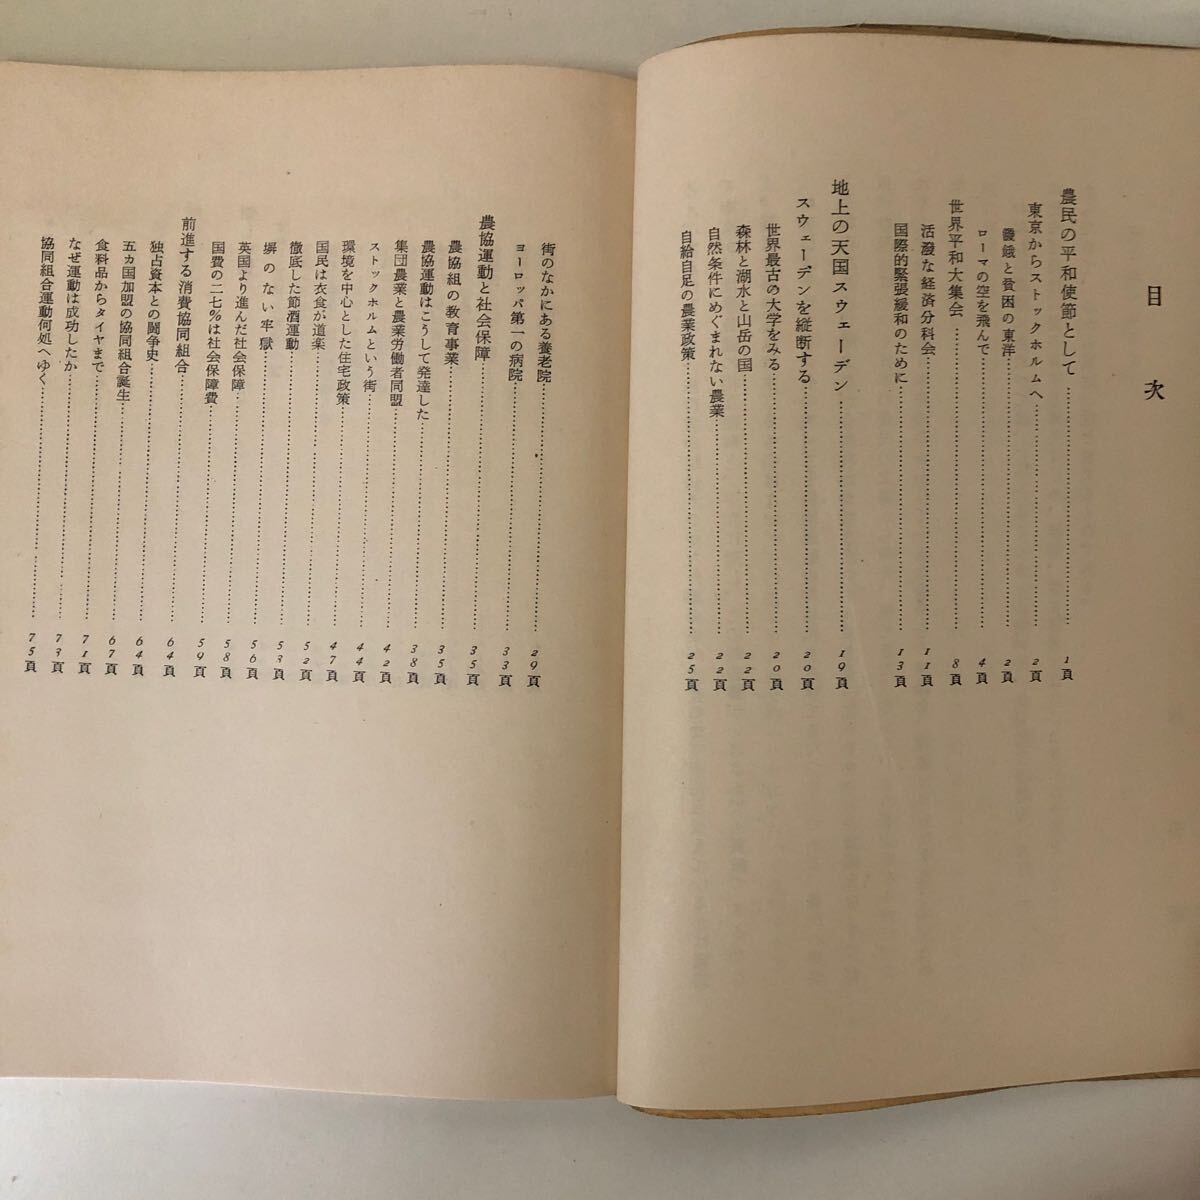 目次
農民の平和使節として……1頁
東京からストックホルムへ……2頁
饑餓と貧困の東洋……2頁
ローマの空を飛んで……4頁
世界平和大集会……8頁
活潑な経済分科会……11頁
国際的緊張緩和のために……13頁
地上の天国スウェーデン……19頁
スウェーデンを縦断する……20頁
世界最古の大学をみる……20頁
森林と湖水と山岳の国……22頁
自然条件にめぐまれない農業……22頁
自給自足の農業政策……25頁
街のなかにある養老院……29頁
ヨーロッパ第一の病院……33頁
農協運動と社会保障……35頁
農協組の教育事業……35頁
農協運動はこうして発達した……38頁
集団農業と農業労働者同盟……42頁
ストックホルムという街……44頁
環境を中心とした住宅政策……47頁
国民は衣食が道楽……52頁
徹底した節酒運動……53頁
塀のない牢獄……56頁
英国より進んだ社会保障……58頁
国費の二七%は社会保障費……59頁
前進する消費協同組合……64頁
独占資本との闘争史……64頁
五カ国加盟の協同組合誕生……67頁
食料品からタイヤまで……71頁
なぜ運動は成功したか……73頁
協同組合運動何処へゆく……75頁